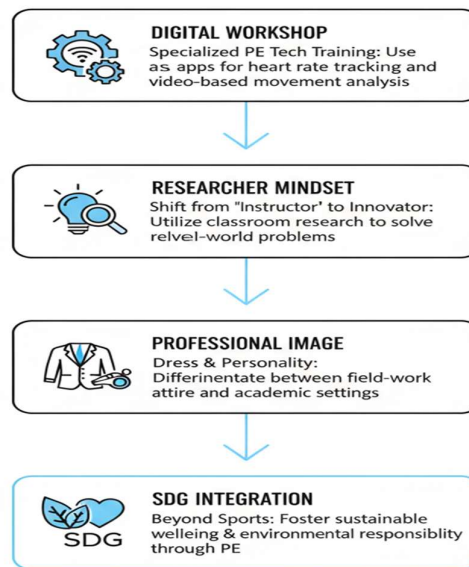 DIGITAL WORKSHOP
Specialized PE Tech Training: Use
as apps for heart rate tracking and
video-based movement analysis
RESEARCHER MINDSET
Shift from "Instructor' to Innovator:
Utilize classroom research to solve
relvel-world problems
PROFESSIONAL IMAGE
Dress & Personality:
Differinentate between field-work
attire and academic settings
SDG INTEGRATION
Beyond Sports: Foster sustainable
welleing & environmental responsiblity
through PE
SDG